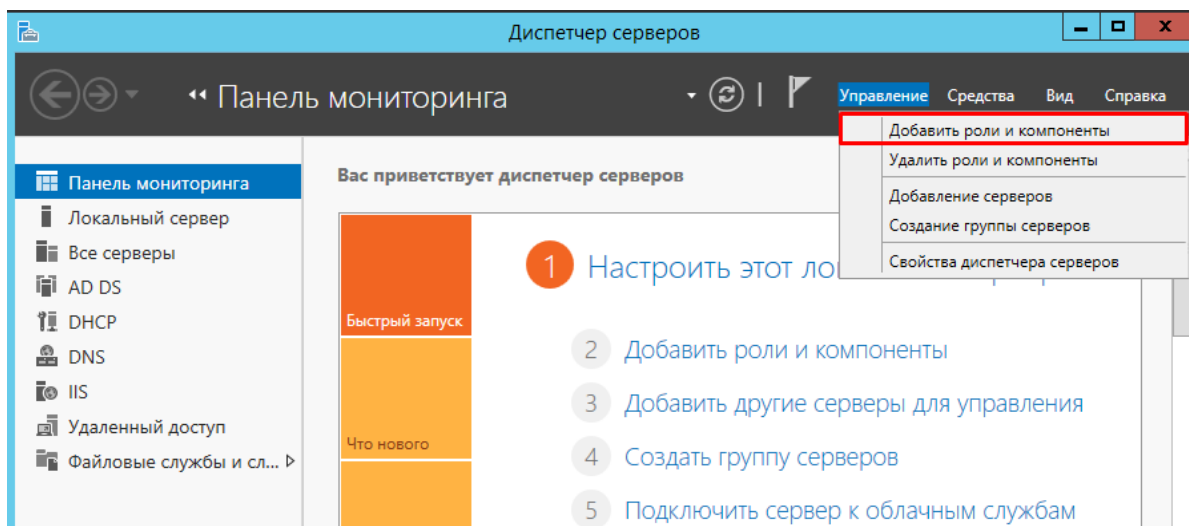 Диспетчер серверов
Панель мониторинга
Управление Средства Вид Справка
Добавить роли и компоненты
Удалить роли и компоненты
Добавление серверов
Создание группы серверов
Свойства диспетчера серверов
Панель мониторинга
Локальный сервер
Все серверы
AD DS
DHCP
DNS
IIS
Удаленный доступ
Файловые службы и сл...
Вас приветствует диспетчер серверов
Быстрый запуск
Что нового
1 Настроить этот
2 Добавить роли и компоненты
3 Добавить другие серверы для управления
4 Создать группу серверов
5 Подключить сервер к облачным службам